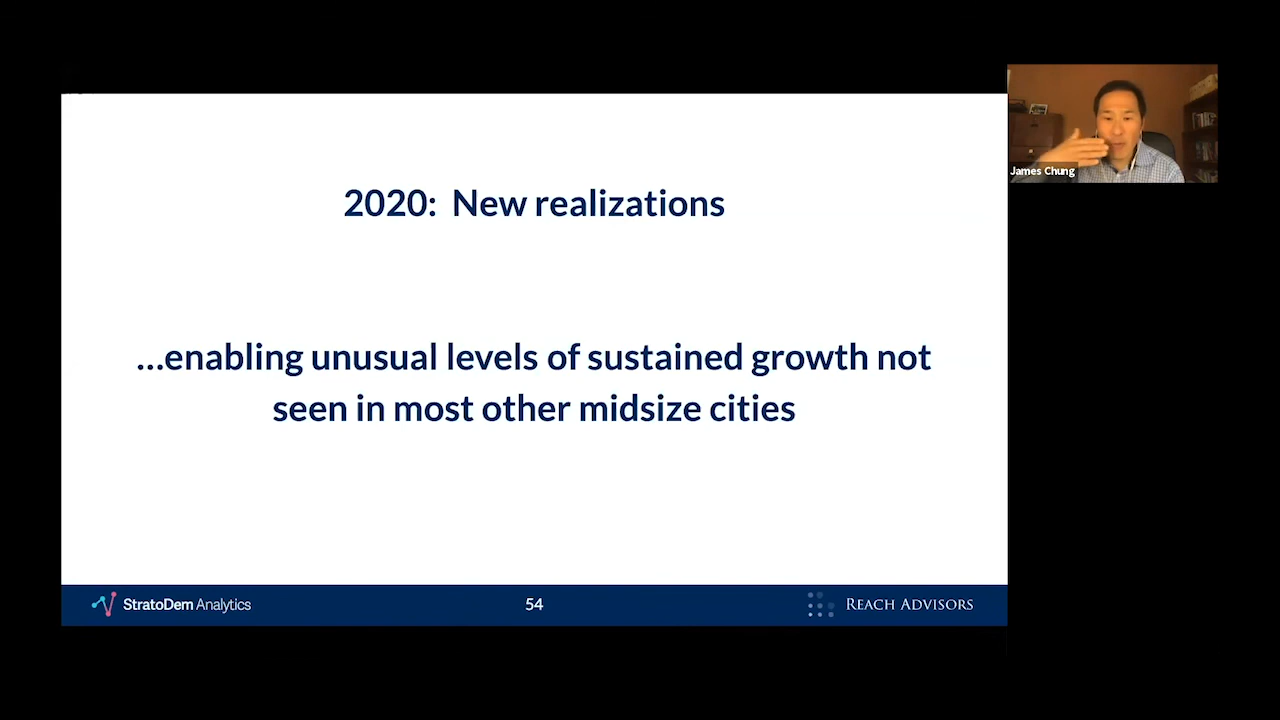 2020: New realizations
...enabling unusual levels of sustained growth not
seen in most other midsize cities
StratoDem Analytics
54
REACH ADVISORS
James Chung